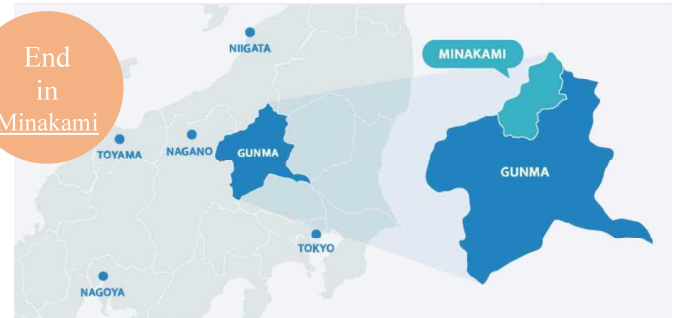 End
in
Minakami
NIIGATA
TOYAMA
NAGANO
GUNMA
TOKYO
NAGOYA
MINAKAMI
GUNMA